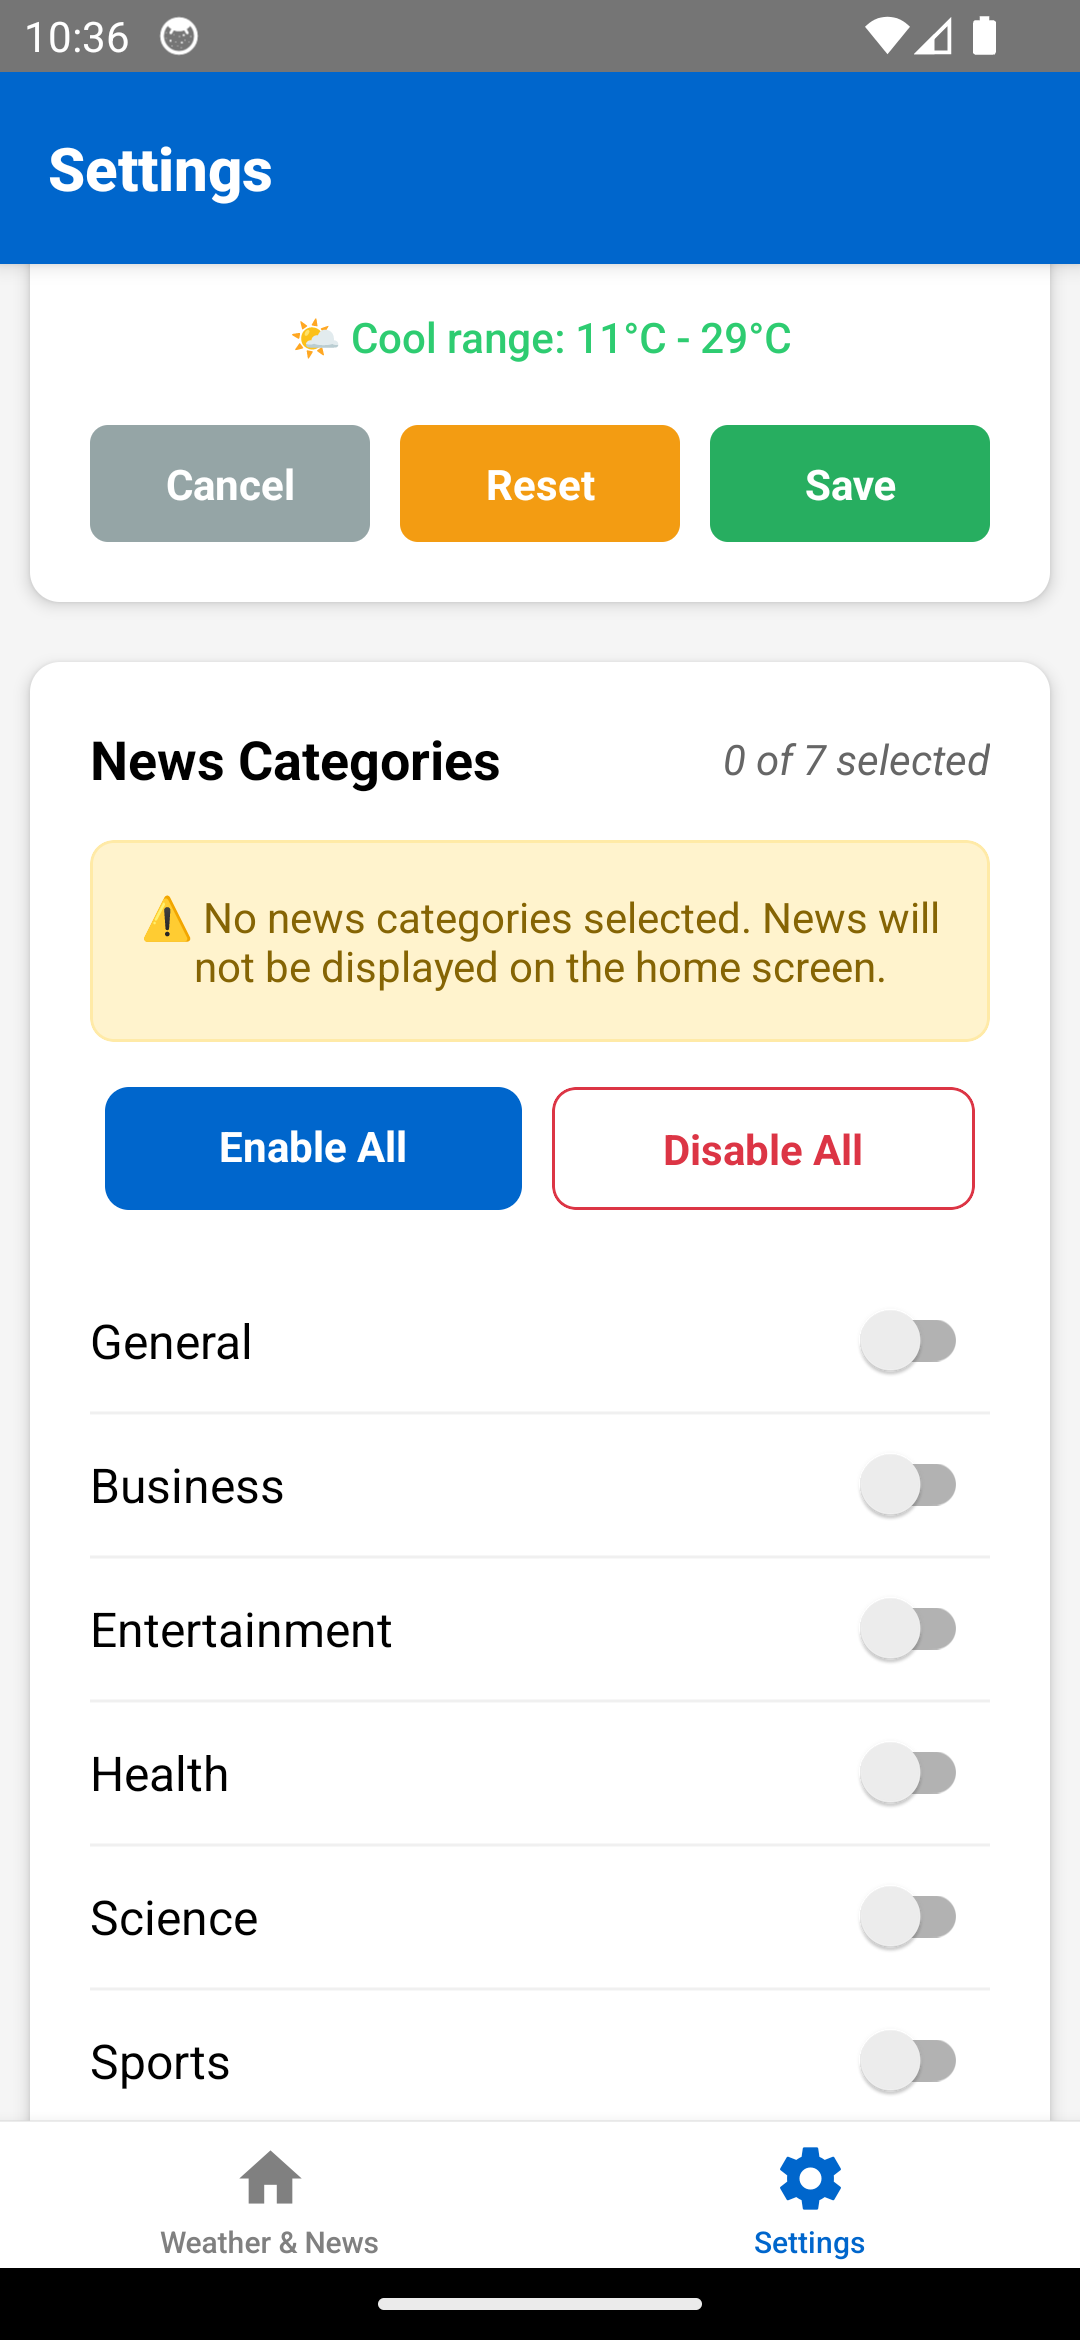 10:36
Settings
🌤️ Cool range: 11°C - 29°C
Cancel
Reset
Save
News Categories
0 of 7 selected
⚠️ No news categories selected. News will
not be displayed on the home screen.
Enable All
Disable All
General
Business
Entertainment
Health
Science
Sports
Weather & News
Settings